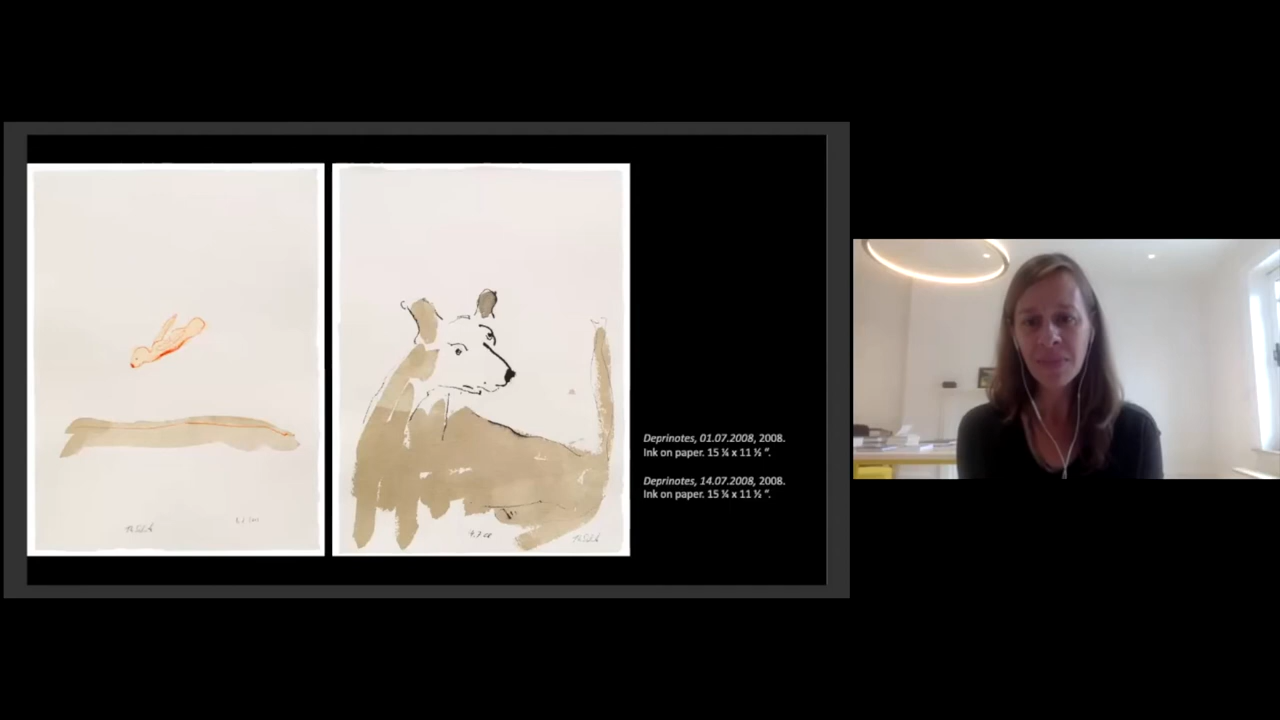 Deprinotes, 01.07.2008, 2008.
Ink on paper. 15 ¾ x 11 ½ ”.
Deprinotes, 14.07.2008, 2008.
Ink on paper. 15 ¾ x 11 ½ ”.